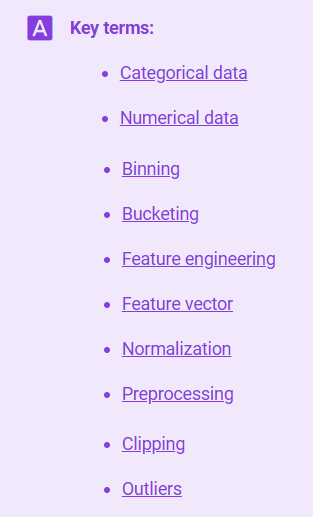 A Key terms:
• Categorical data
• Numerical data
• Binning
• Bucketing
• Feature engineering
• Feature vector
• Normalization
• Preprocessing
• Clipping
• Outliers